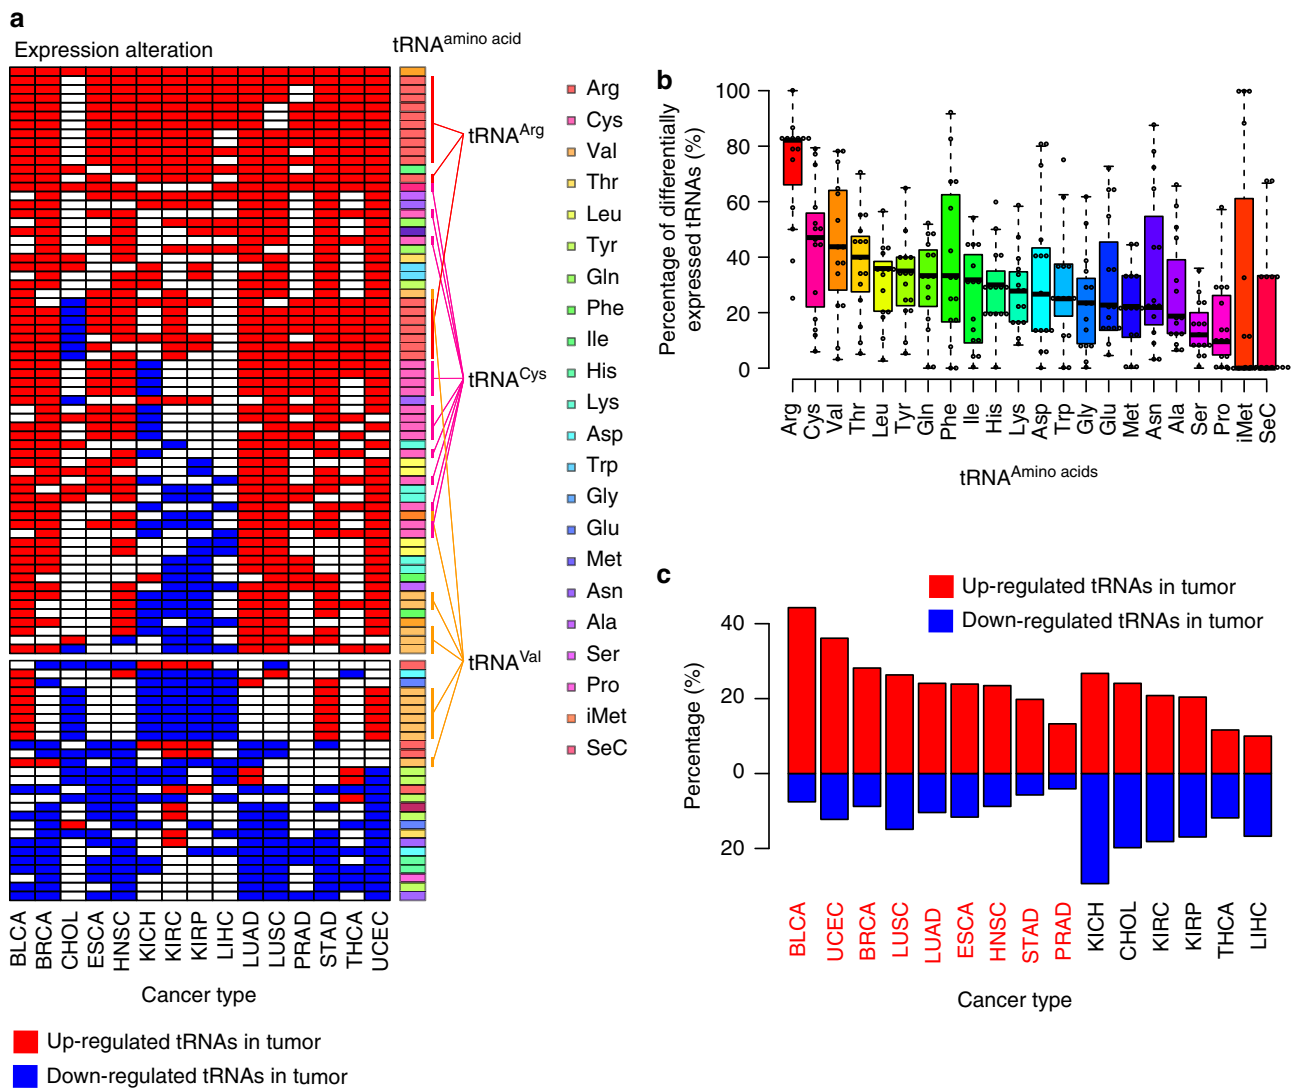 a
Expression alteration
tRNA^amino acid
Arg
Cys
Val
Thr
Leu
Tyr
Gln
Phe
Ile
His
Lys
Asp
Trp
Gly
Glu
Met
Asn
Ala
Ser
Pro
iMet
SeC
tRNA^Arg
tRNA^Cys
tRNA^Val
BLCA
BRCA
CHOL
ESCA
HNSC
KICH
KIRC
KIRP
LIHC
LUAD
LUSC
PRAD
STAD
THCA
UCEC
Cancer type
Up-regulated tRNAs in tumor
Down-regulated tRNAs in tumor
b
Percentage of differentially
expressed tRNAs (%)
100
80
60
40
20
0
Arg
Cys
Val
Thr
Leu
Tyr
Gln
Phe
Ile
His
Lys
Asp
Trp
Gly
Glu
Met
Asn
Ala
Ser
Pro
iMet
SeC
tRNA^Amino acids
c
Up-regulated tRNAs in tumor
Down-regulated tRNAs in tumor
Percentage (%)
40
20
0
20
BLCA
UCEC
BRCA
LUSC
LUAD
ESCA
HNSC
STAD
PRAD
KICH
CHOL
KIRC
KIRP
THCA
LIHC
Cancer type